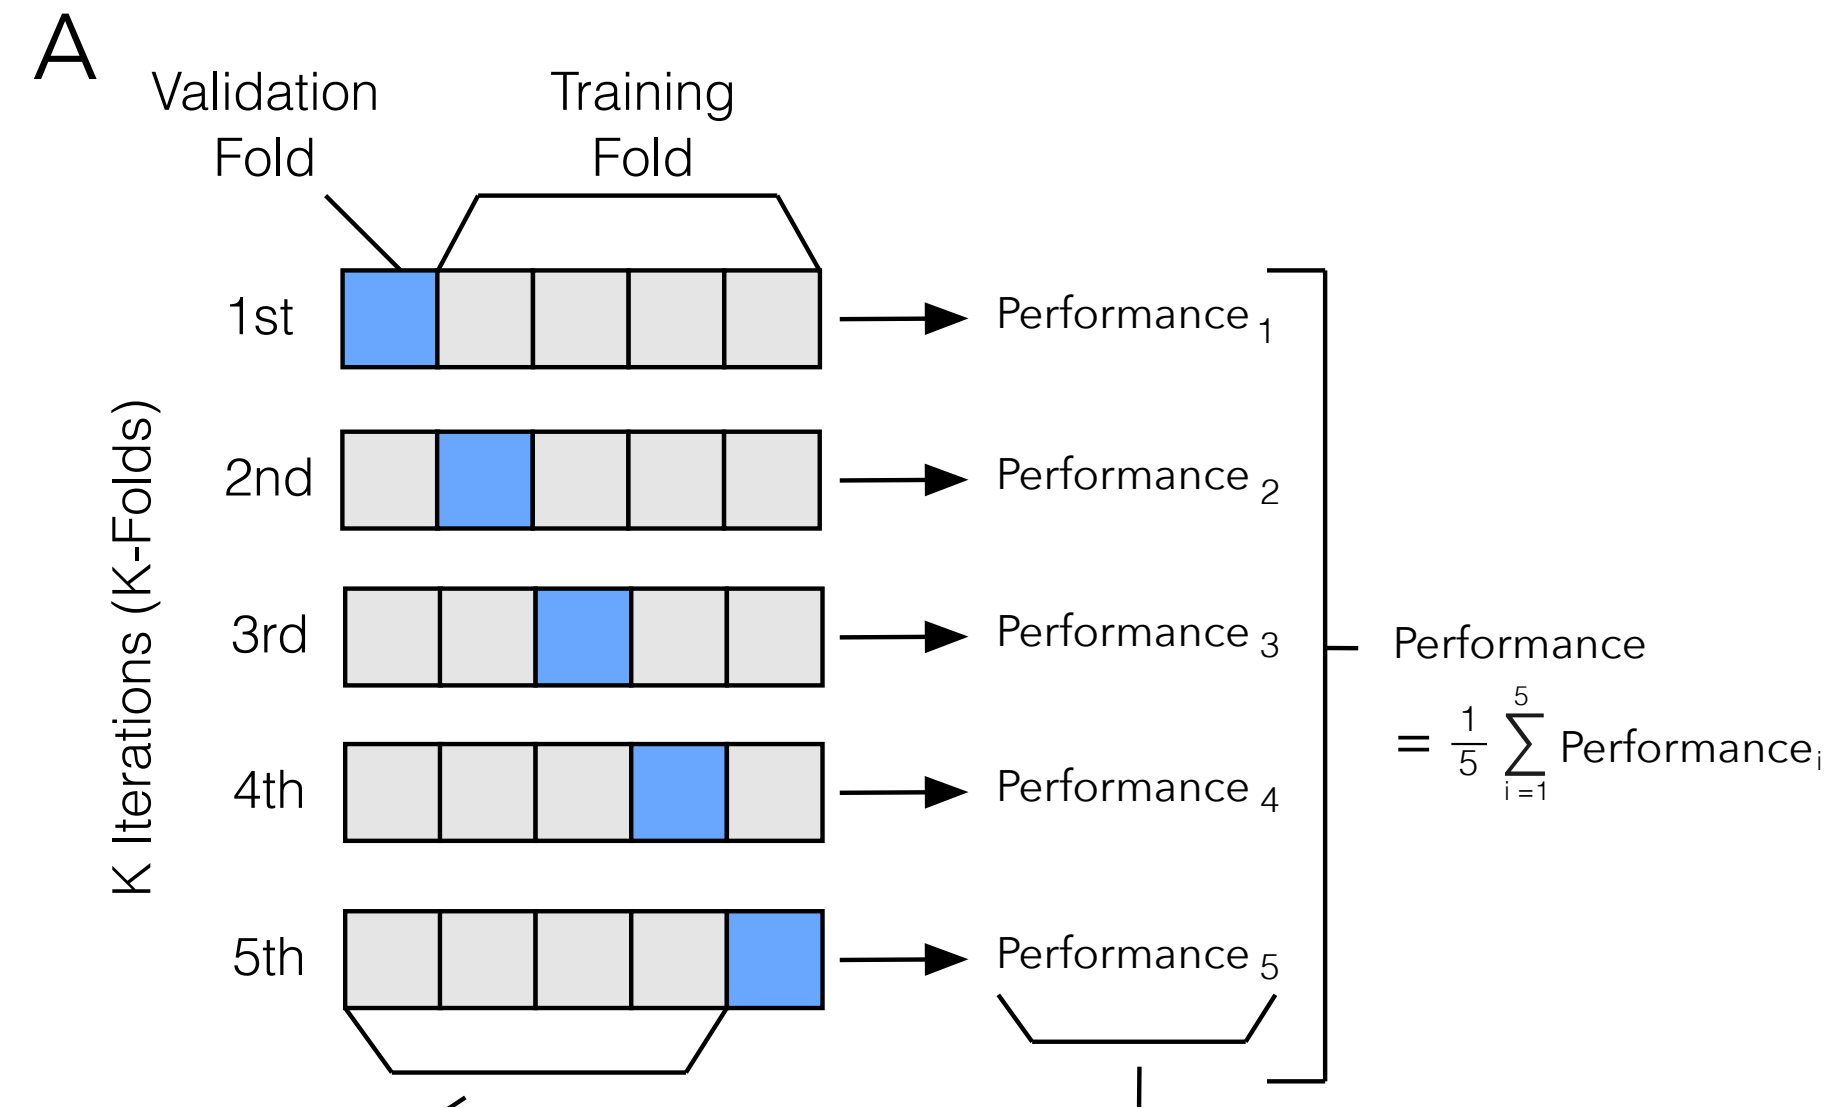 A
Validation
Fold
Training
Fold
K Iterations (K-Folds)
1st
Performance 1
2nd
Performance 2
3rd
Performance 3
4th
Performance 4
5th
Performance 5
Performance
= 1/5 5 ∑ i =1 Performance i